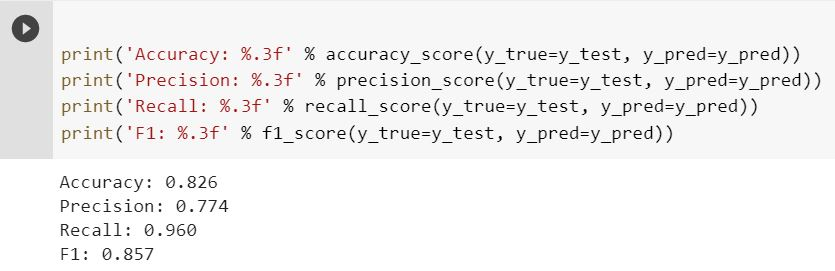 print('Accuracy: %.3f' % accuracy_score(y_true=y_test, y_pred=y_pred))
print('Precision: %.3f' % precision_score(y_true=y_test, y_pred=y_pred))
print('Recall: %.3f' % recall_score(y_true=y_test, y_pred=y_pred))
print('F1: %.3f' % f1_score(y_true=y_test, y_pred=y_pred))
Accuracy: 0.826
Precision: 0.774
Recall: 0.960
F1: 0.857